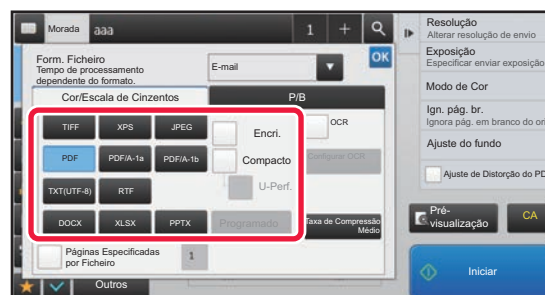 Morada aaa 1 +
OK
Form. Ficheiro
Tempo de processamento
dependente do formato.
E-mail
Cor/Escala de Cinzentos
P/B
TIFF XPS JPEG
Encri.
OCR
PDF PDF/A-1a PDF/A-1b
Compacto
Configurar OCR
TXT(UTF-8) RTF
U-Perf.
DOCX XLSX PPTX
Programado
Taxa de Compressão
Médio
Páginas Especificadas
por Ficheiro
1
Outros
Resolução
Alterar resolução de envio
Exposição
Especificar enviar exposição
Modo de Cor
Ign. pág. br.
Ignora pág. em branco do ori
Ajuste do fundo
Ajuste de Distorção do PD
Pré-
visualização
CA
Iniciar